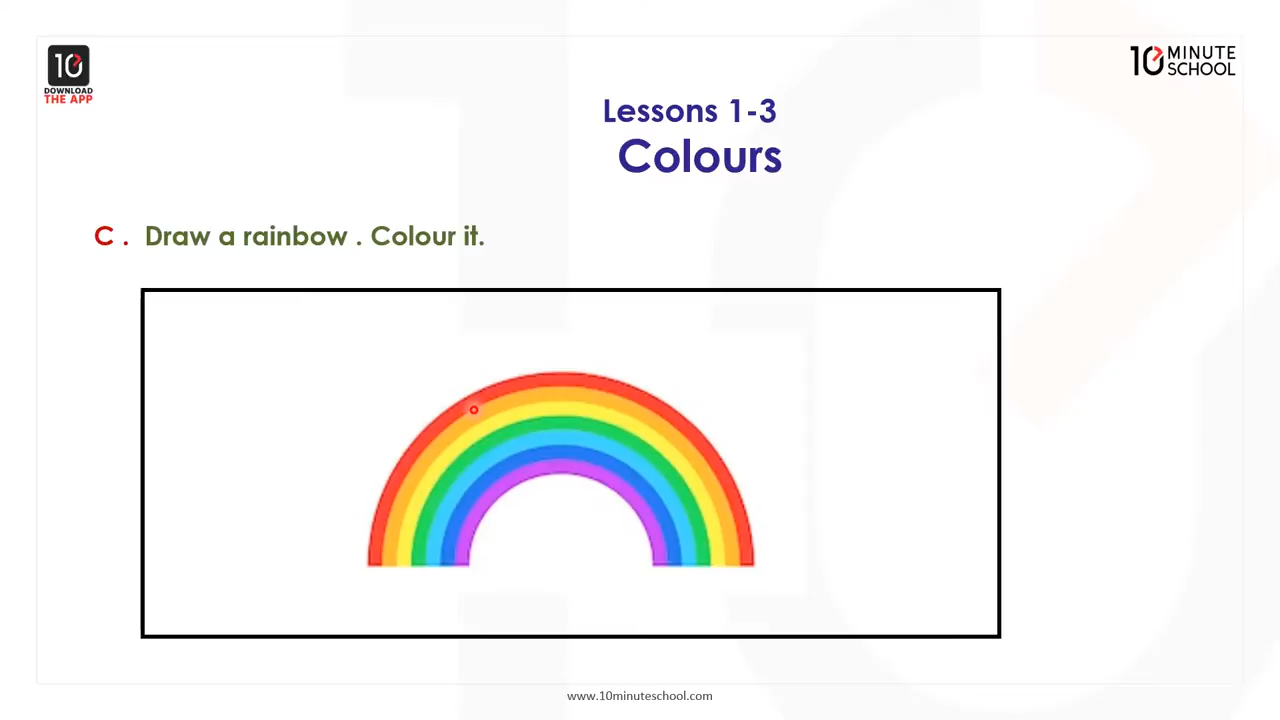 10
DOWNLOAD
THE APP
10 MINUTE
SCHOOL
Lessons 1-3
Colours
C . Draw a rainbow . Colour it.
www.10minuteschool.com